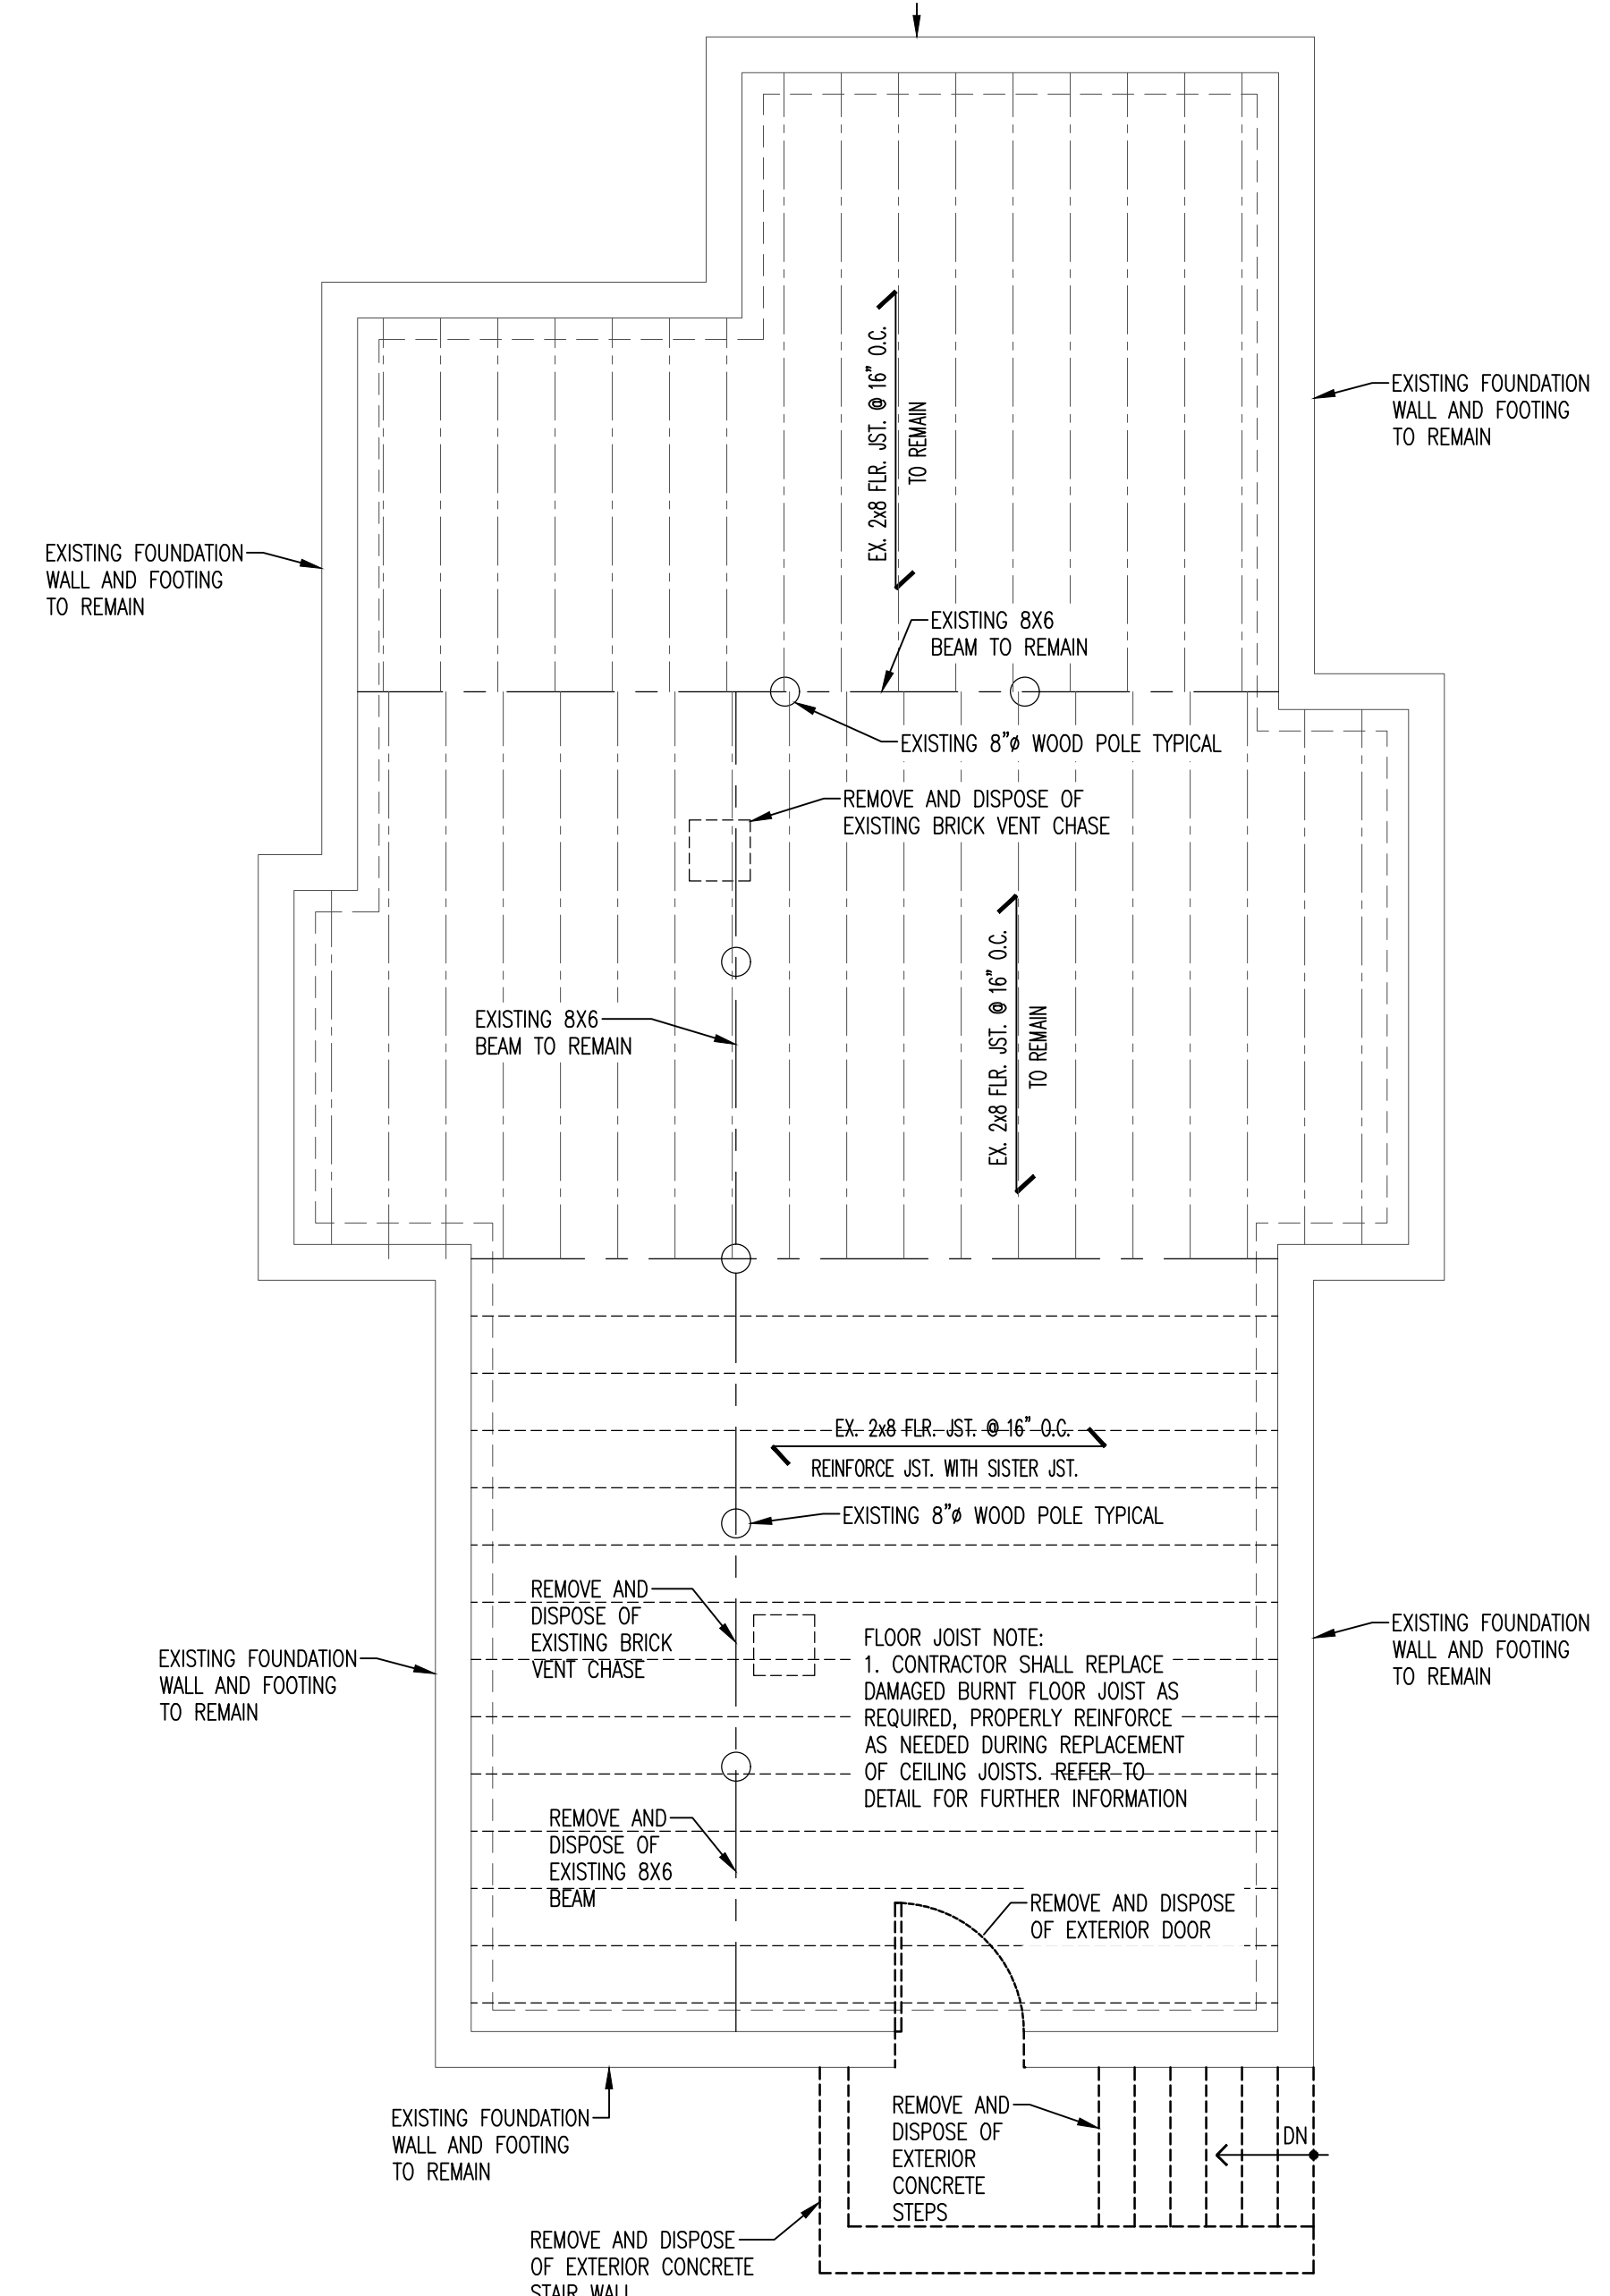 EX. 2x8 FLR. JST. @ 16" O.C.
TO REMAIN
EXISTING FOUNDATION
WALL AND FOOTING
TO REMAIN
EXISTING FOUNDATION
WALL AND FOOTING
TO REMAIN
EXISTING 8X6
BEAM TO REMAIN
EXISTING 8"ø WOOD POLE TYPICAL
REMOVE AND DISPOSE OF
EXISTING BRICK VENT CHASE
EX. 2x8 FLR. JST. @ 16" O.C.
TO REMAIN
EXISTING 8X6
BEAM TO REMAIN
EX. 2x8 FLR. JST. @ 16" O.C.
REINFORCE JST. WITH SISTER JST.
EXISTING 8"ø WOOD POLE TYPICAL
REMOVE AND
DISPOSE OF
EXISTING BRICK
VENT CHASE
FLOOR JOIST NOTE:
1. CONTRACTOR SHALL REPLACE
DAMAGED BURNT FLOOR JOIST AS
REQUIRED, PROPERLY REINFORCE
AS NEEDED DURING REPLACEMENT
OF CEILING JOISTS. REFER TO
DETAIL FOR FURTHER INFORMATION
EXISTING FOUNDATION
WALL AND FOOTING
TO REMAIN
EXISTING FOUNDATION
WALL AND FOOTING
TO REMAIN
REMOVE AND
DISPOSE OF
EXISTING 8X6
BEAM
REMOVE AND DISPOSE
OF EXTERIOR DOOR
EXISTING FOUNDATION
WALL AND FOOTING
TO REMAIN
REMOVE AND
DISPOSE OF
EXTERIOR
CONCRETE
STEPS
DN
REMOVE AND DISPOSE
OF EXTERIOR CONCRETE
STAIR WALL